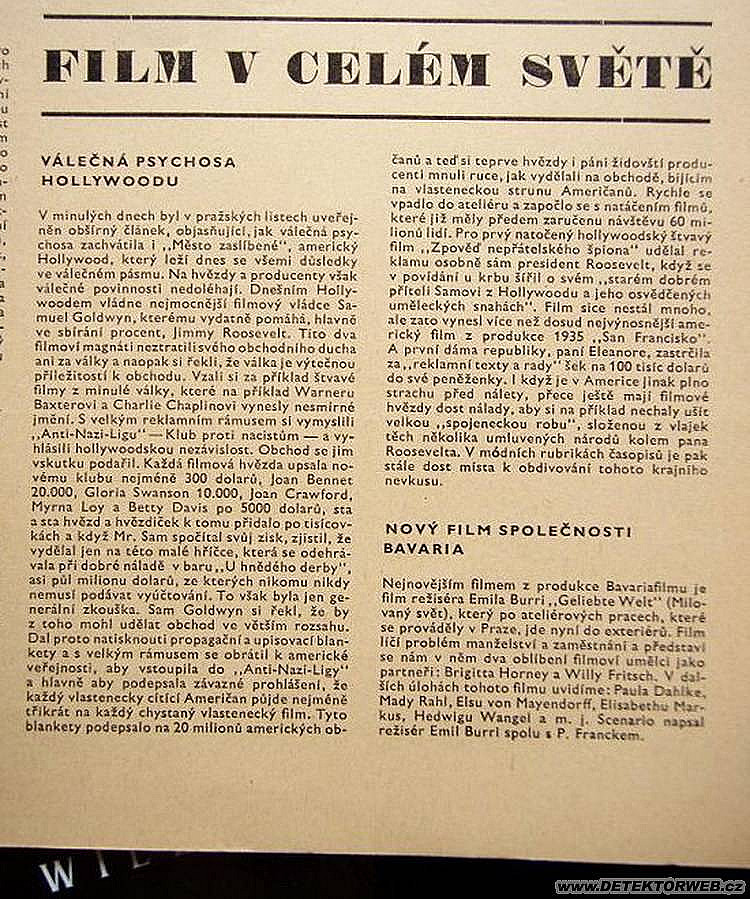 FILM V CELÉM SVĚTĚ
VÁLEČNÁ PSYCHOSA
HOLLYWOODU
V minulých dnech byl v pražských listech uveřej-
něn obšírný článek, objasňující, jak válečná psy-
chosa zachvátila i „Město zaslíbené", americký
Hollywood, který leží dnes se všemi důsledky
ve válečném pásmu. Na hvězdy a producenty však
válečné povinnosti nedoléhají. Dnešním Holly-
woodem vládne nejmocnější filmový vládce Sa-
muel Goldwyn, kterému vydatně pomáhá, hlavně
ve sbírání procent, Jimmy Roosevelt. Tito dva
filmoví magnáti neztratili svého obchodního ducha
ani za války a naopak si řekli, že válka je výtečnou
příležitostí k obchodu. Vzali si za příklad štvavé
filmy z minulé války, které na příklad Warneru
Baxterovi a Charlie Chaplinovi vynesly nesmírné
jmění. S velkým reklamním rámusem si vymyslili
„Anti-Nazi-Ligu" — Klub proti nacistům — a vy-
hlásili hollywoodskou nezávislost. Obchod se jim
vskutku podařil. Každá filmová hvězda upsala no-
vému klubu nejméně 300 dolarů, Joan Bennet
20.000, Gloria Swanson 10.000, Joan Crawford,
Myrna Loy a Betty Davis po 5000 dolarů, sta
a sta hvězd a hvězdiček k tomu přidalo po tisícov-
kách a když Mr. Sam spočítal svůj zisk, zjistil, že
vydělal jen na této malé hříčce, která se odehrá-
vala při dobré náladě v baru „U hnědého derby",
asi půl milionu dolarů, ze kterých nikomu nikdy
nemusí podávat vyúčtování. To však byla jen ge-
nerální zkouška. Sam Goldwyn si řekl, že by
z toho mohl udělat obchod ve větším rozsahu.
Dal proto natisknouti propagační a upisovací blan-
kety a s velkým rámusem se obrátil k americké
veřejnosti, aby vstoupila do „Anti-Nazi-Ligy"
a hlavně aby podepsala závazné prohlášení, že
každý vlastenecky cítící Američan půjde nejméně
třikrát na každý chystaný vlastenecký film. Tyto
blankety podepsalo na 20 milionů amerických ob-
čanů a teď si teprve hvězdy i páni židovští produ-
centi mnuli ruce, jak vydělali na obchodě, bijícím
na vlasteneckou strunu Američanů. Rychle se
vpadlo do ateliéru a započlo se s natáčením filmů,
které již měly předem zaručenu návštěvu 60 mi-
lionů lidí. Pro prvý natočený hollywoodský štvavý
film „Zpověď nepřátelského špiona" udělal re-
klamu osobně sám president Roosevelt, když se
v povídání u krbu šířil o svém „starém dobrém
příteli Samovi z Hollywoodu a jeho osvědčených
uměleckých snahách". Film sice nestál mnoho,
ale zato vynesl více než dosud nejvýnosnější ame-
rický film z produkce 1935 „San Francisko".
A první dáma republiky, paní Eleanore, zastrčila
za „reklamní texty a rady" šek na 100 tisíc dolarů
do své peněženky. I když je v Americe jinak plno
strachu před nálety, přece ještě mají filmové
hvězdy dost nálady, aby si na příklad nechaly ušít
velkou „spojeneckou robu", složenou z vlajek
těch několika umluvených národů kolem pana
Roosevelta. V módních rubrikách časopisů je pak
stále dost místa k obdivování tohoto krajního
nevkusu.
NOVÝ FILM SPOLEČNOSTI
BAVARIA
Nejnovějším filmem z produkce Bavariafilmu je
film režiséra Emila Burri „Geliebte Welt" (Milo-
vaný svět), který po ateliérových pracech, které
se prováděly v Praze, jde nyní do exteriérů. Film
líčí problém manželství a zaměstnání a představí
se nám v něm dva oblíbení filmoví umělci jako
partneři: Brigitta Horney a Willy Fritsch. V dal-
ších úlohách tohoto filmu uvidíme: Paula Dahlke,
Mady Rahl, Elsu von Mayendorff, Elisabethu Mar-
kus, Hedwigu Wangel a m. j. Scenario napsal
režisér Emil Burri spolu s P. Franckem.
WWW.DETEKTORWEB.CZ